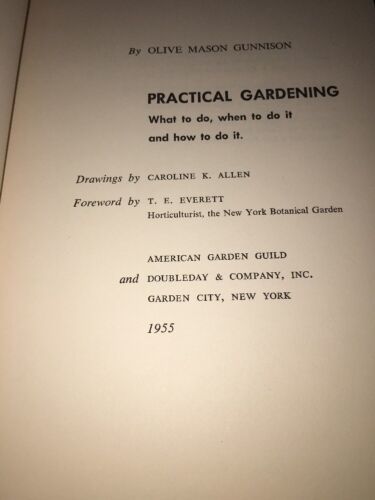 By OLIVE MASON GUNNISON
PRACTICAL GARDENING
What to do, when to do it
and how to do it.
Drawings by CAROLINE K. ALLEN
Foreword by T. E. EVERETT
Horticulturist, the New York Botanical Garden
AMERICAN GARDEN GUILD
and DOUBLEDAY & COMPANY, INC.
GARDEN CITY, NEW YORK
1955